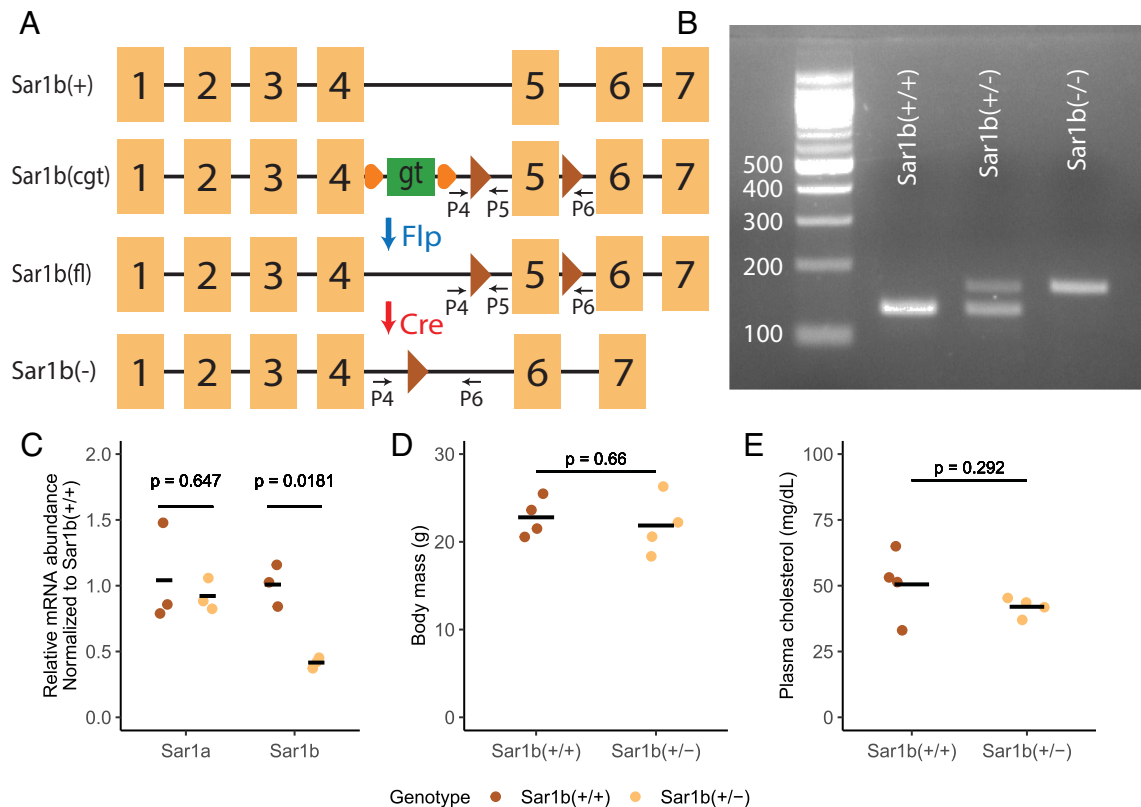 A
Sar1b(+)
1 2 3 4 5 6 7
Sar1b(cgt)
1 2 3 4 gt 5 6 7
P4 P5 P6
Flp
Sar1b(fl)
1 2 3 4 5 6 7
P4 P5 P6
Cre
Sar1b(-)
1 2 3 4 6 7
P4 P6
B
Sar1b(+/+)
Sar1b(+/-)
Sar1b(-/-)
500
400
300
200
100
C
Relative mRNA abundance
Normalized to Sar1b(+/+)
2.0
1.5
1.0
0.5
0.0
p = 0.647
p = 0.0181
Sar1a
Sar1b
D
Body mass (g)
30
20
10
0
p = 0.66
Sar1b(+/+)
Sar1b(+/−)
E
Plasma cholesterol (mg/dL)
100
75
50
25
0
p = 0.292
Sar1b(+/+)
Sar1b(+/−)
Genotype Sar1b(+/+) Sar1b(+/−)